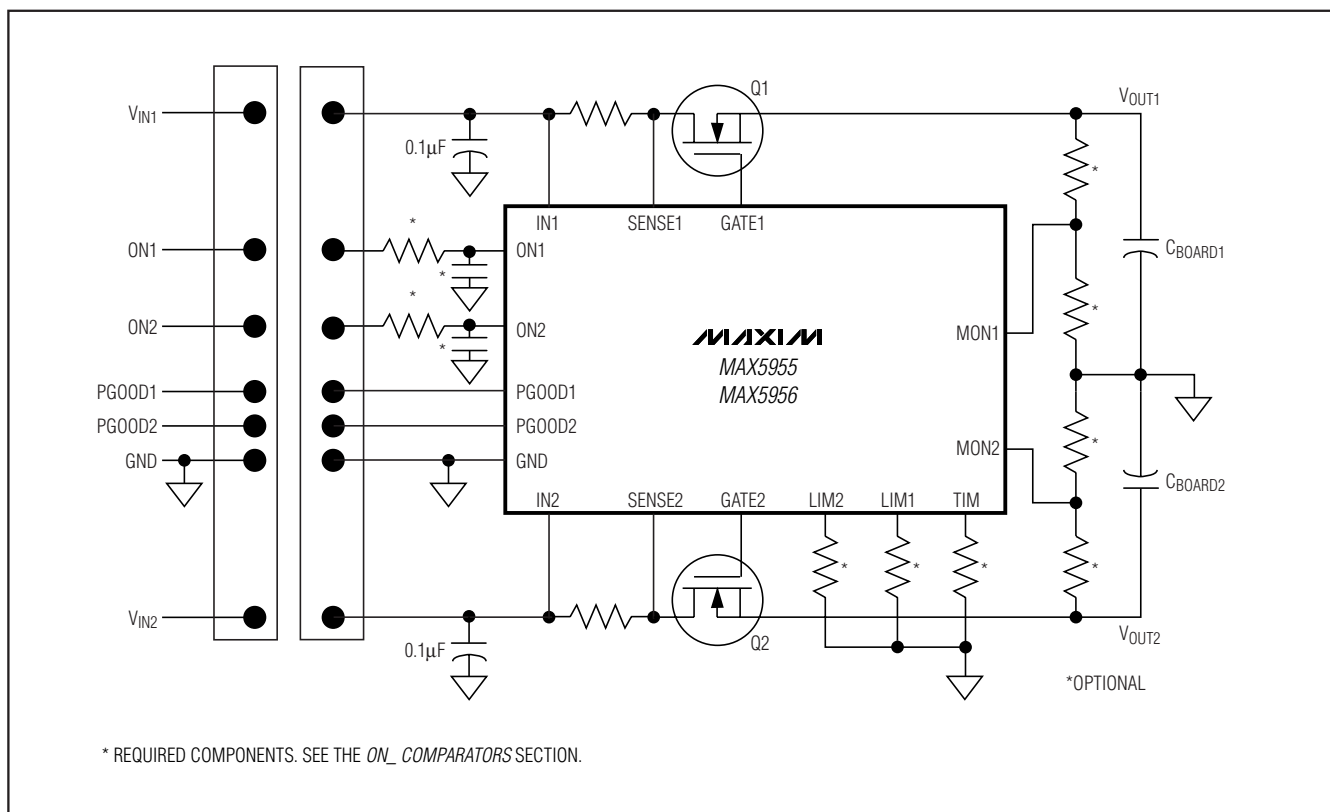 Q1
VIN1
VOUT1
0.1µF
*
IN1
SENSE1
GATE1
*
ON1
ON1
*
CBOARD1
*
*
ON2
ON2
*
MAXIM
MAX5955
MAX5956
MON1
PGOOD1
PGOOD1
PGOOD2
PGOOD2
GND
GND
*
MON2
IN2
SENSE2
GATE2
LIM2
LIM1
TIM
CBOARD2
*
*
*
*
VIN2
0.1µF
Q2
VOUT2
*OPTIONAL
* REQUIRED COMPONENTS. SEE THE ON_ COMPARATORS SECTION.